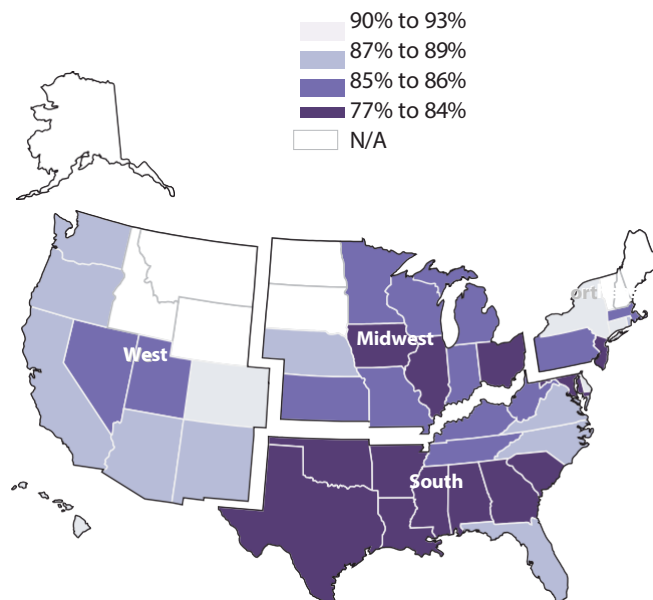 90% to 93%
87% to 89%
85% to 86%
77% to 84%
N/A
West
Midwest
South